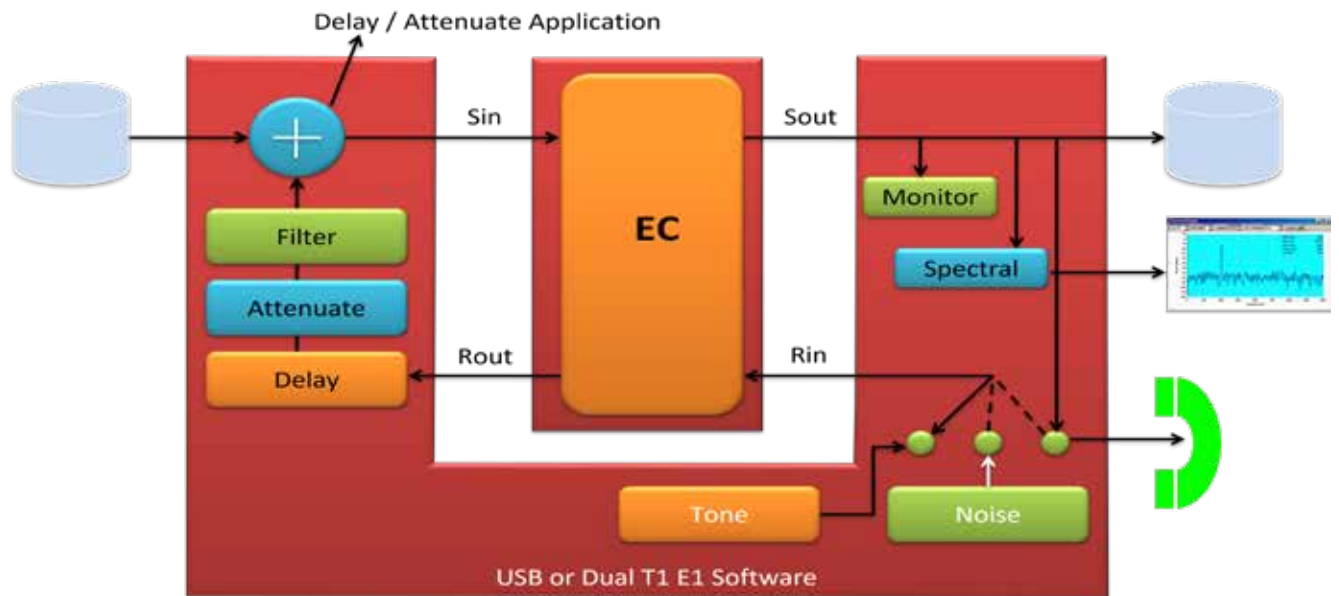 Delay / Attenuate Application
Sin
Sout
Monitor
EC
Filter
Spectral
Attenuate
Rout
Rin
Delay
Tone
Noise
USB or Dual T1 E1 Software